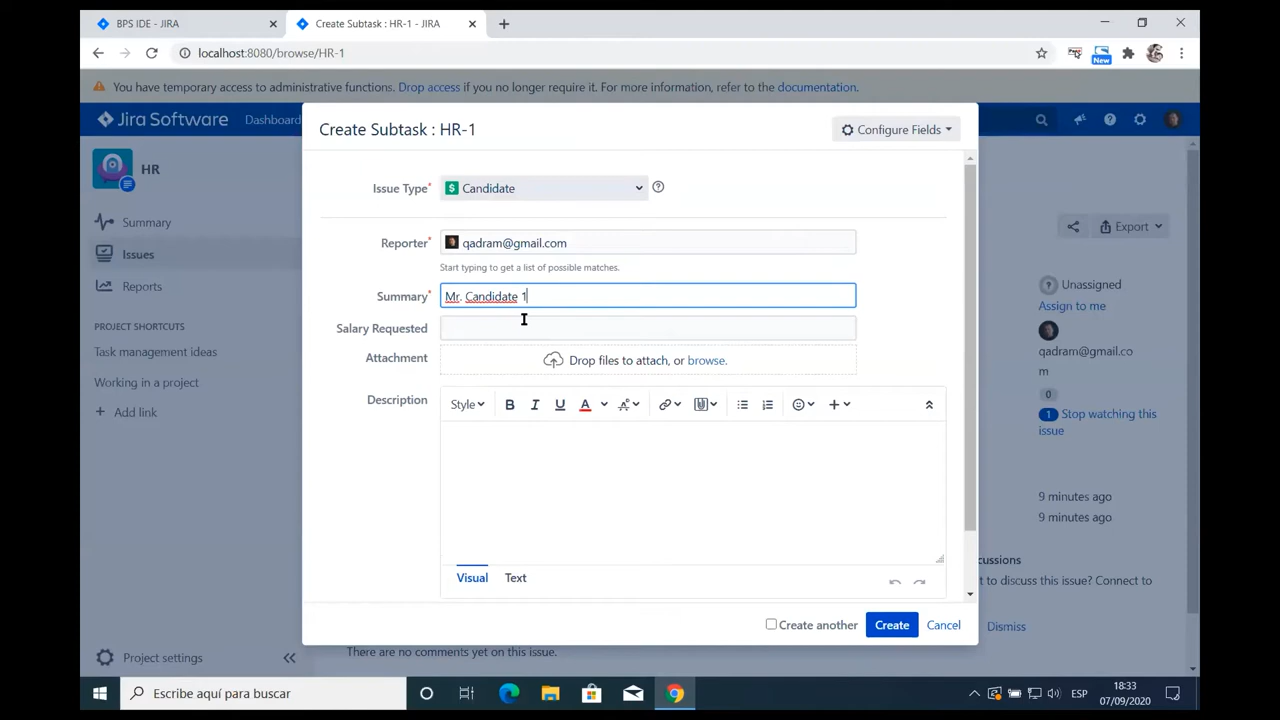 BPS IDE - JIRA
Create Subtask : HR-1 - JIRA
localhost:8080/browse/HR-1
New
You have temporary access to administrative functions. Drop access if you no longer require it. For more information, refer to the documentation.
Jira Software
Dashboard
HR
Summary
Issues
Reports
PROJECT SHORTCUTS
Task management ideas
Working in a project
Add link
Project settings
Create Subtask : HR-1
Configure Fields
Issue Type*
Candidate
Reporter*
qadram@gmail.com
Start typing to get a list of possible matches.
Summary*
Mr. Candidate 1
Salary Requested
Attachment
Drop files to attach, or browse.
Description
Style
B I U A
Visual Text
Create another
Create
Cancel
Export
Unassigned
Assign to me
qadram@gmail.co
m
0
1 Stop watching this
issue
9 minutes ago
9 minutes ago
cussions
t to discuss this issue? Connect to
Dismiss
There are no comments yet on this issue.
Escribe aquí para buscar
ESP
18:33
07/09/2020